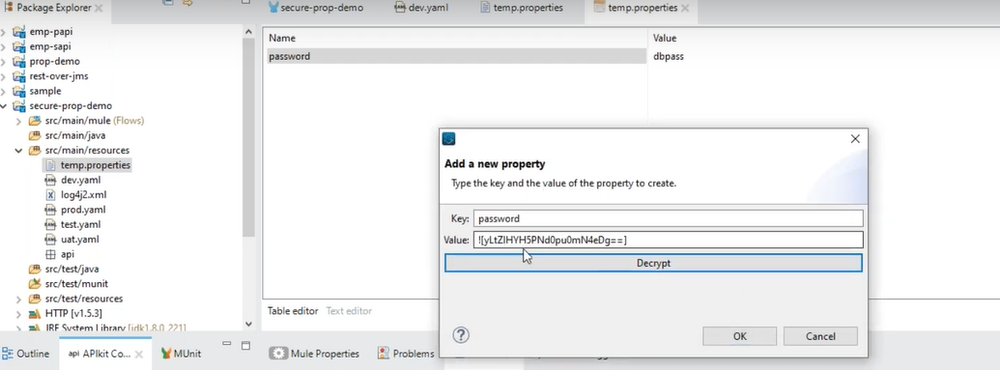 Package Explorer
secure-prop-demo
dev.yaml
temp.properties
temp.properties
emp-papi
emp-sapi
prop-demo
rest-over-jms
sample
secure-prop-demo
src/main/mule (Flows)
src/main/java
src/main/resources
temp.properties
dev.yaml
log4j2.xml
prod.yaml
test.yaml
uat.yaml
api
src/test/java
src/test/munit
src/test/resources
HTTP [v1.5.3]
JRE System Library [jdk1.8.0_221]
Name Value
password dbpass
Add a new property
Type the key and the value of the property to create.
Key: password
Value: ![yLtZIHYH5PNd0pu0mN4eDg==]
Decrypt
OK Cancel
Table editor Text editor
Outline
api APIkit Co...
MUnit
Mule Properties
Problems